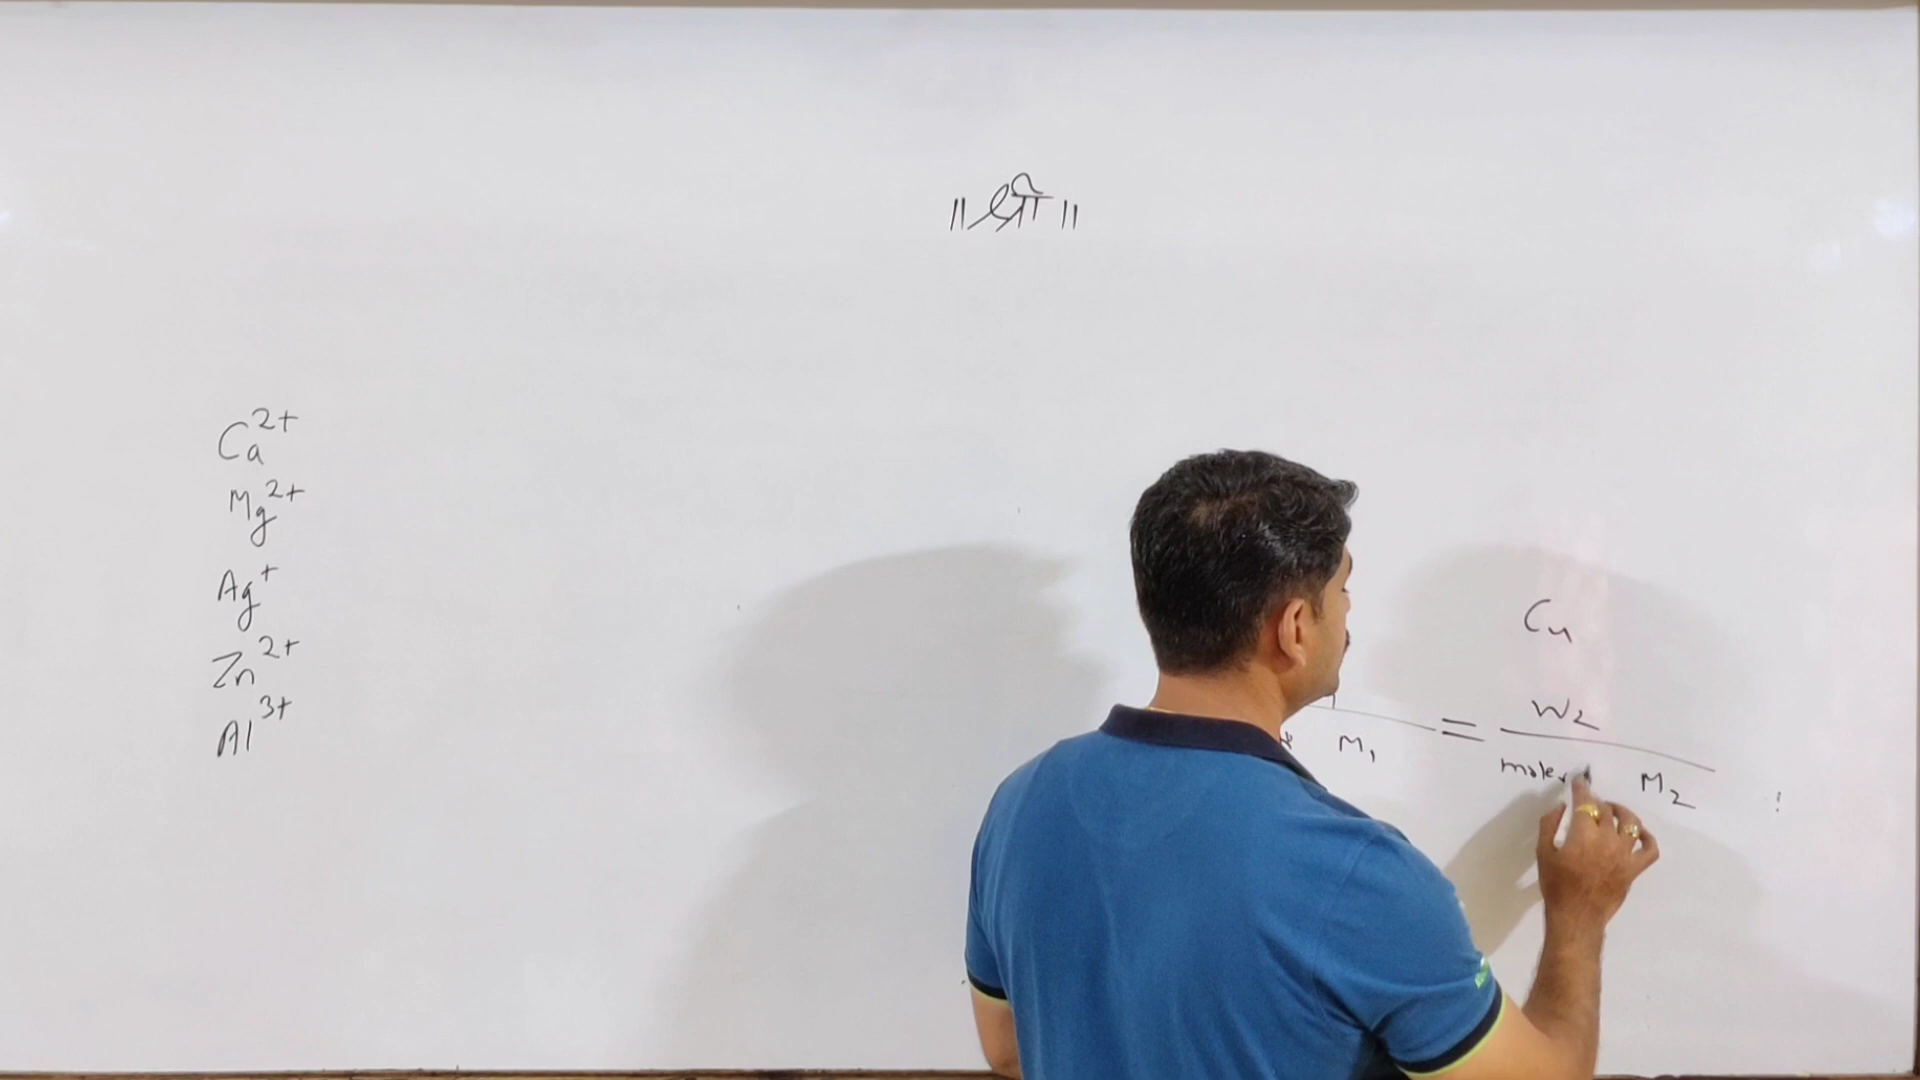 ॥ श्री ॥
Ca²⁺
Mg²⁺
Ag⁺
Zn²⁺
Al³⁺
Cu
M₁ = W₂
mole M₂